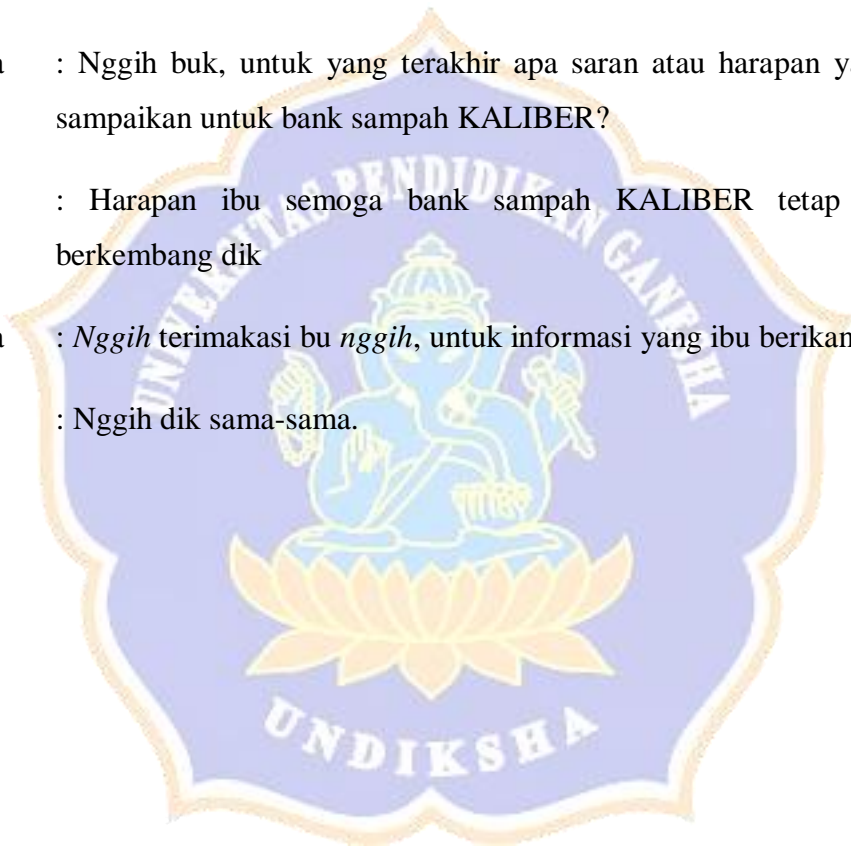 a : Nggih buk, untuk yang terakhir apa saran atau harapan ya
sampaikan untuk bank sampah KALIBER?
: Harapan ibu semoga bank sampah KALIBER tetap
berkembang dik
a : Nggih terimakasi bu nggih, untuk informasi yang ibu berikan
: Nggih dik sama-sama.
UNIVERSITAS PENDIDIKAN GANESHA
UNDIKSHA